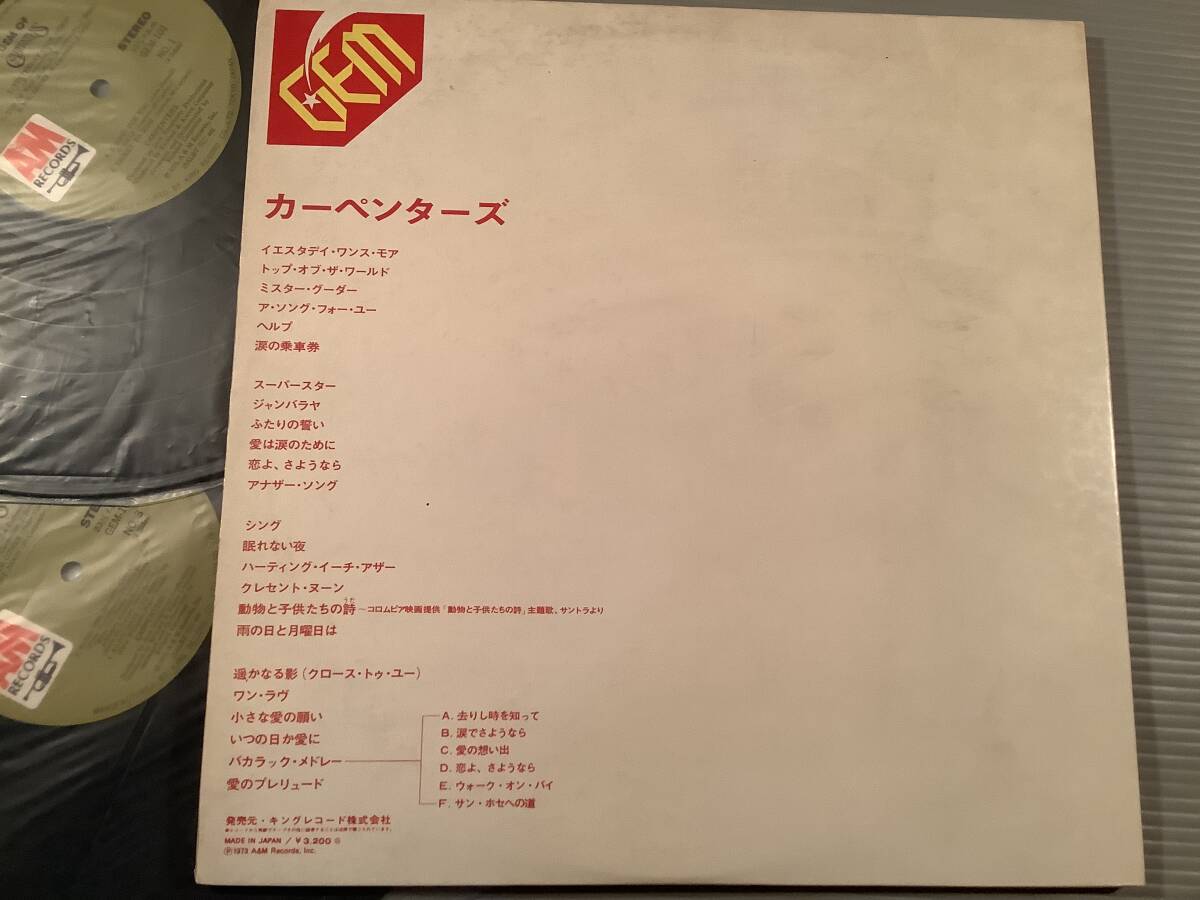 GEM
カーペンターズ
イエスタデイ・ワンス・モア
トップ・オブ・ザ・ワールド
ミスター・グーダー
ア・ソング・フォー・ユー
ヘルプ
涙の乗車券
スーパースター
ジャンバラヤ
ふたりの誓い
愛は涙のために
恋よ、さようなら
アナザー・ソング
シング
眠れない夜
ハーティング・イーチ・アザー
クレセント・ヌーン
うた
動物と子供たちの詩〜コロムビア映画提供「動物と子供たちの詩」主題歌、サントラより
雨の日と月曜日は
遥かなる影(クロース・トゥ・ユー)
ワン・ラヴ
小さな愛の願い
いつの日か愛に
バカラック・メドレー
愛のプレリュード
A. 去りし時を知って
B. 涙でさようなら
C. 愛の想い出
D. 恋よ、さようなら
E. ウォーク・オン・バイ
F. サン・ホセへの道
発売元・キングレコード株式会社
MADE IN JAPAN / ¥3,200
Ⓟ1973 A&M Records, Inc.
STEREO
NO. 1
AM
RECORDS
NO. 3
AM
RECORDS